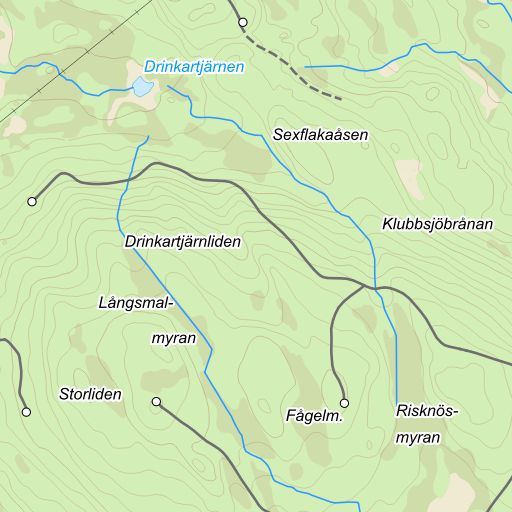 Drinkartjärnen
Sexflakaåsen
Klubbsjöbrånan
Drinkartjärnliden
Långsmal-
myran
Storliden
Fågelm.
Risknös-
myran